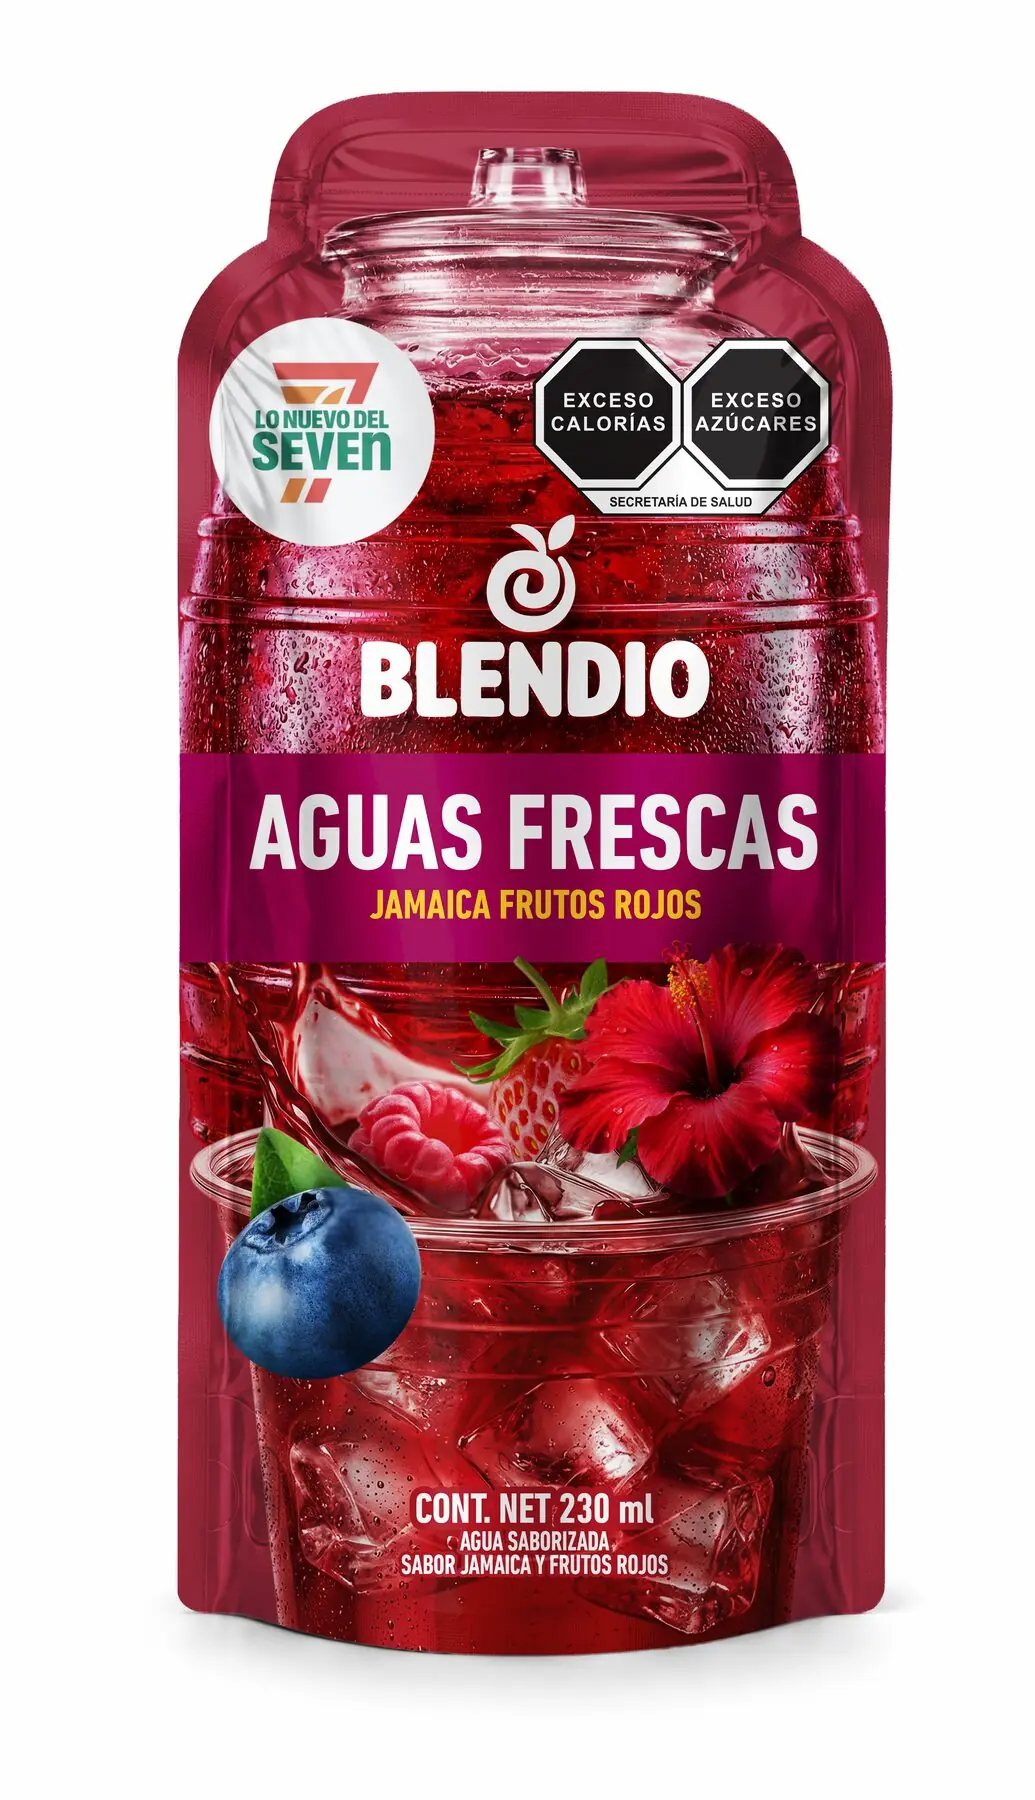 LO NUEVO DEL
SEVEn
EXCESO
CALORÍAS
EXCESO
AZÚCARES
SECRETARÍA DE SALUD
BLENDIO
AGUAS FRESCAS
JAMAICA FRUTOS ROJOS
CONT. NET 230 ml
AGUA SABORIZADA
SABOR JAMAICA Y FRUTOS ROJOS